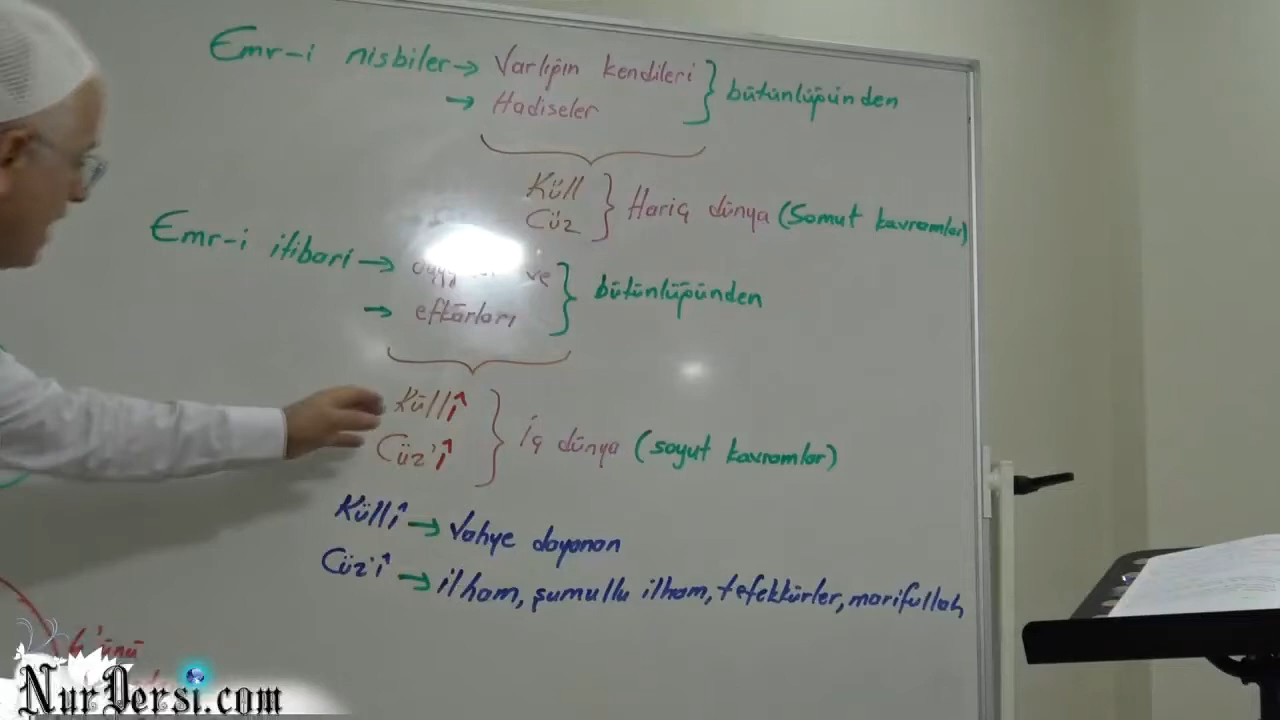 Emr-i nisbiler → Varlığın kendileri } bütünlüğünden
→ Hadiseler
Küll } Hariç dünya (Somut kavramlar)
Cüz
Emr-i itibari → ve } bütünlüğünden
→ efkârları
Küllî } İç dünya (soyut kavramlar)
Cüz'î
Küllî → Vahye dayanan
Cüz'î → ilham, şumullu ilham, tefekkürler, marifullah
NurDersi.com